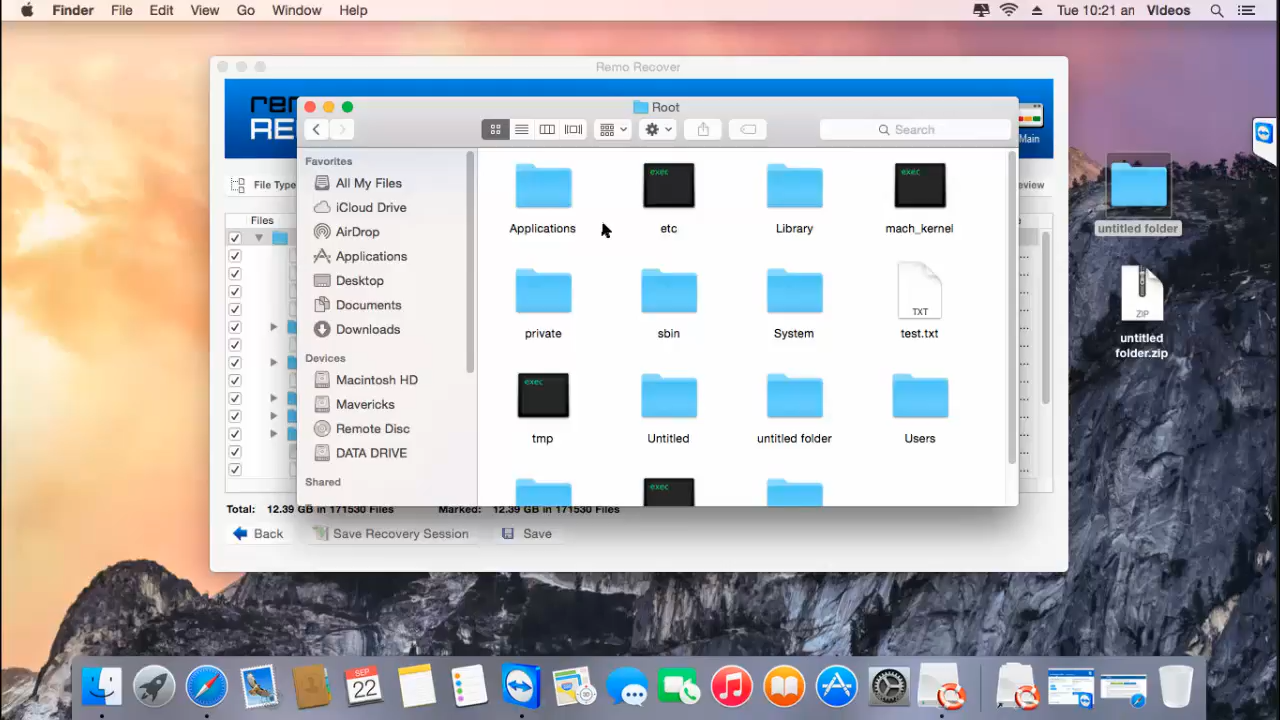 Finder File Edit View Go Window Help
Tue 10:21 an Videos
Remo Recover
Root
rem
RE
Main
Search
Favorites
All My Files
iCloud Drive
AirDrop
Applications
Desktop
Documents
Downloads
Devices
Macintosh HD
Mavericks
Remote Disc
DATA DRIVE
Shared
File Type
Files
exec
exec
Applications etc Library mach_kernel
TXT
private sbin System test.txt
exec
tmp Untitled untitled folder Users
exec
untitled folder
ZIP
untitled
folder.zip
Total: 12.39 GB in 171530 Files Marked: 12.39 GB in 171530 Files
Back Save Recovery Session Save
SEP
22